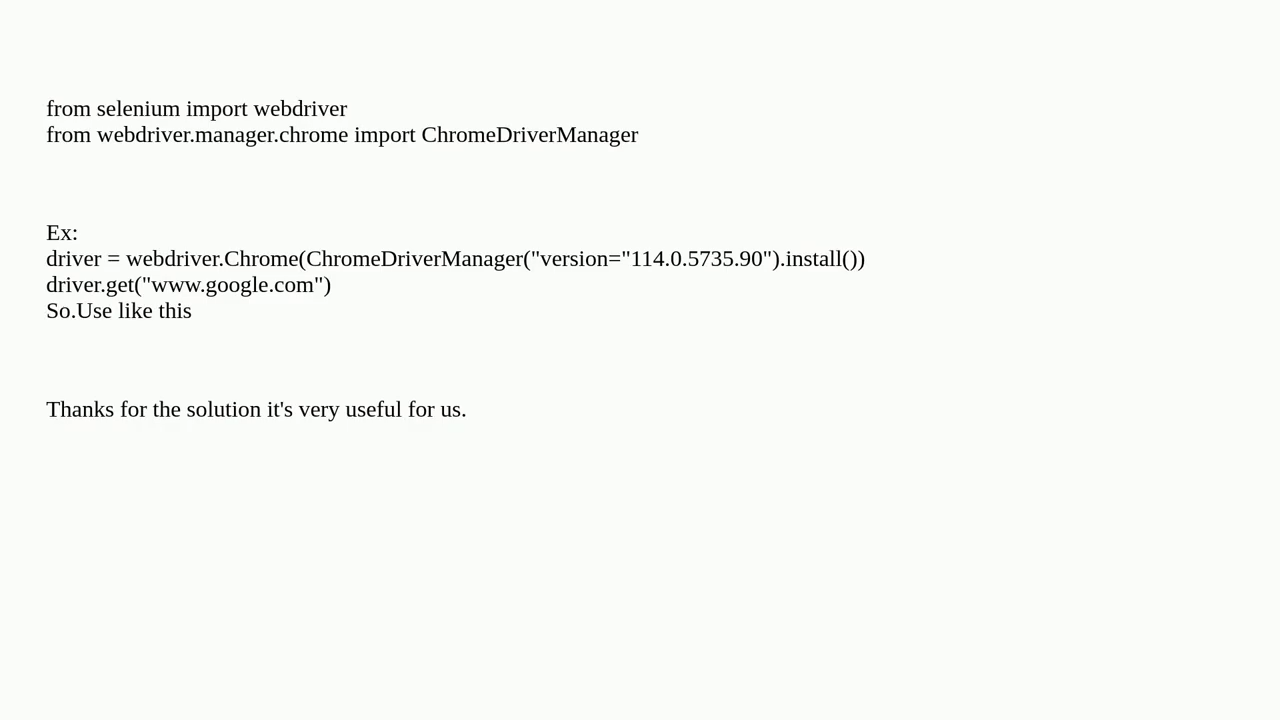 from selenium import webdriver
from webdriver.manager.chrome import ChromeDriverManager
Ex:
driver = webdriver.Chrome(ChromeDriverManager("version="114.0.5735.90").install())
driver.get("www.google.com")
So.Use like this
Thanks for the solution it's very useful for us.